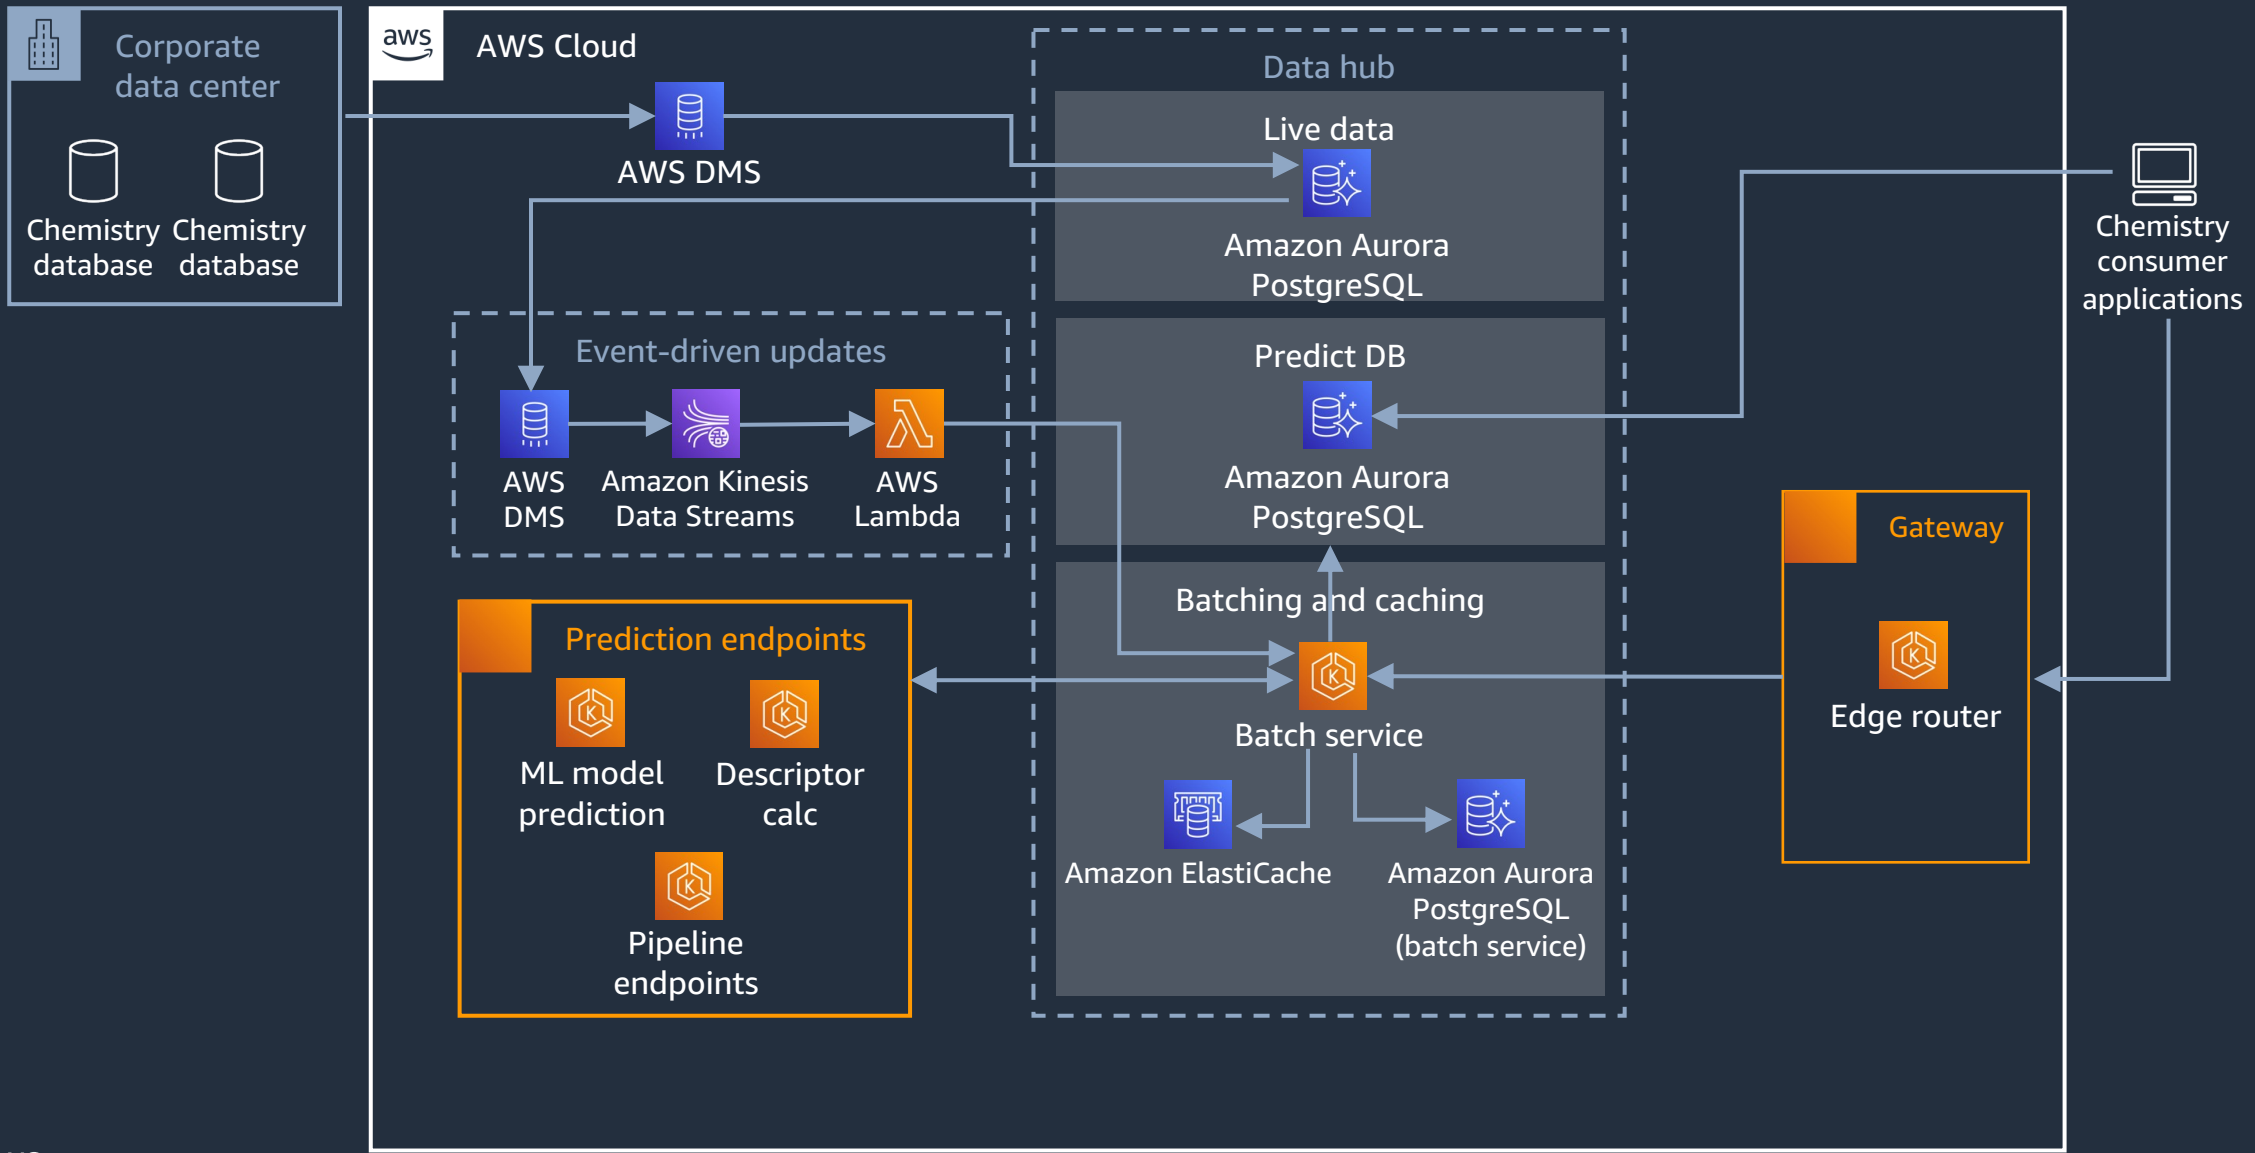 Corporate
data center
Chemistry
database
Chemistry
database
aws
AWS Cloud
AWS DMS
Data hub
Live data
Amazon Aurora
PostgreSQL
Event-driven updates
AWS
DMS
Amazon Kinesis
Data Streams
AWS
Lambda
Predict DB
Amazon Aurora
PostgreSQL
Prediction endpoints
ML model
prediction
Descriptor
calc
Pipeline
endpoints
Batching and caching
Batch service
Amazon ElastiCache
Amazon Aurora
PostgreSQL
(batch service)
Gateway
Edge router
Chemistry
consumer
applications
K
K
K
K
K